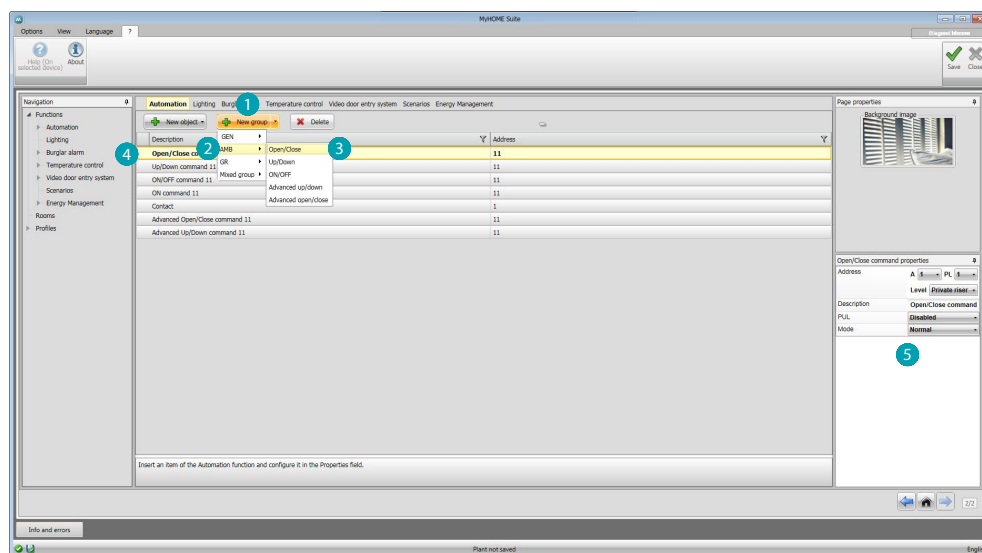 MyHOME Suite
Options View Language ?
Help (On selected device)
About
Save Close
Navigation
Functions
Automation
Lighting
Burglar alarm
Temperature control
Video door entry system
Scenarios
Energy Management
Rooms
Profiles
Automation Lighting Temperature control Video door entry system Scenarios Energy Management
1
New object New group Delete
Description Address
GEN
AMB
GR
Mixed group
2
Open/Close
Up/Down
ON/OFF
Advanced up/down
Advanced open/close
3
4
Open/Close 11
Up/Down command 11 11
ON/OFF command 11 11
ON command 11 11
Contact 1
Advanced Open/Close command 11 11
Advanced Up/Down command 11 11
Insert an item of the Automation function and configure it in the Properties field.
Page properties
Background image
Open/Close command properties
Address A 1 PL 1
Level Private riser
Description Open/Close command
PUL Disabled
Mode Normal
5
2/2
Info and errors
Plant not saved